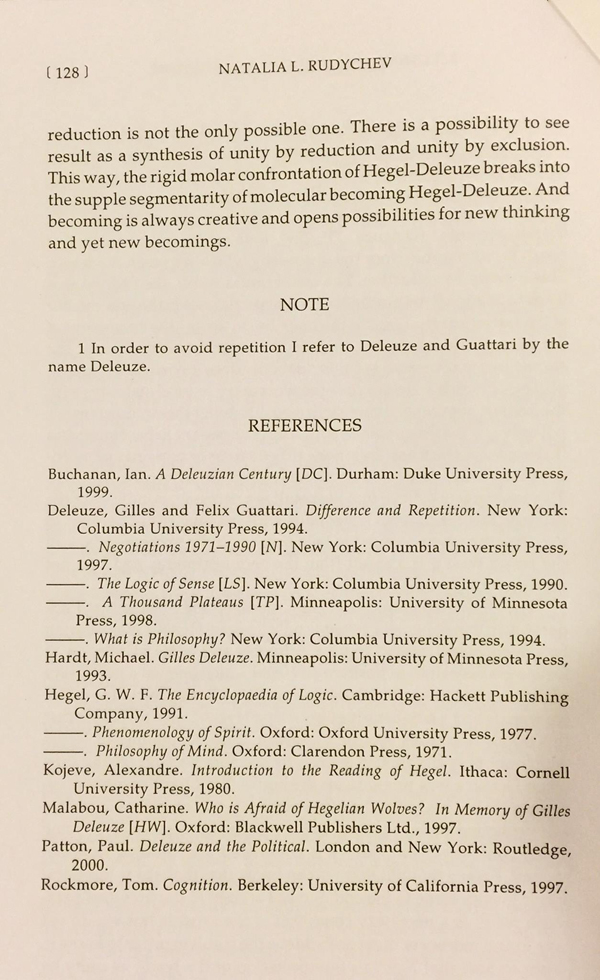 [ 128 ]
NATALIA L. RUDYCHEV
reduction is not the only possible one. There is a possibility to see
result as a synthesis of unity by reduction and unity by exclusion.
This way, the rigid molar confrontation of Hegel-Deleuze breaks into
the supple segmentarity of molecular becoming Hegel-Deleuze. And
becoming is always creative and opens possibilities for new thinking
and yet new becomings.
NOTE
1 In order to avoid repetition I refer to Deleuze and Guattari by the
name Deleuze.
REFERENCES
Buchanan, Ian. A Deleuzian Century [DC]. Durham: Duke University Press,
1999.
Deleuze, Gilles and Felix Guattari. Difference and Repetition. New York:
Columbia University Press, 1994.
———. Negotiations 1971–1990 [N]. New York: Columbia University Press,
1997.
———. The Logic of Sense [LS]. New York: Columbia University Press, 1990.
———. A Thousand Plateaus [TP]. Minneapolis: University of Minnesota
Press, 1998.
———. What is Philosophy? New York: Columbia University Press, 1994.
Hardt, Michael. Gilles Deleuze. Minneapolis: University of Minnesota Press,
1993.
Hegel, G. W. F. The Encyclopaedia of Logic. Cambridge: Hackett Publishing
Company, 1991.
———. Phenomenology of Spirit. Oxford: Oxford University Press, 1977.
———. Philosophy of Mind. Oxford: Clarendon Press, 1971.
Kojeve, Alexandre. Introduction to the Reading of Hegel. Ithaca: Cornell
University Press, 1980.
Malabou, Catharine. Who is Afraid of Hegelian Wolves? In Memory of Gilles
Deleuze [HW]. Oxford: Blackwell Publishers Ltd., 1997.
Patton, Paul. Deleuze and the Political. London and New York: Routledge,
2000.
Rockmore, Tom. Cognition. Berkeley: University of California Press, 1997.